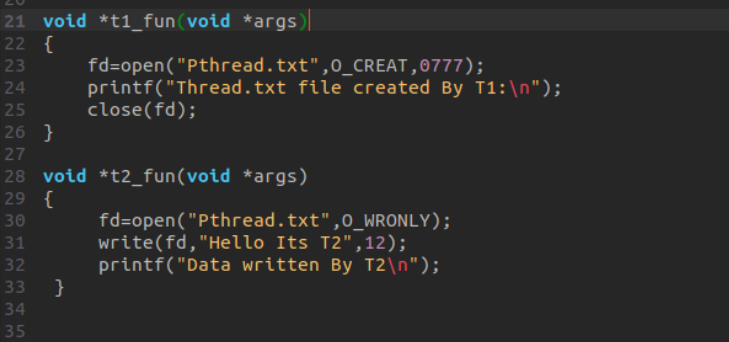 21 void *t1_fun(void *args)
22 {
23 fd=open("Pthread.txt",O_CREAT,0777);
24 printf("Thread.txt file created By T1:\n");
25 close(fd);
26 }
27
28 void *t2_fun(void *args)
29 {
30 fd=open("Pthread.txt",O_WRONLY);
31 write(fd,"Hello Its T2",12);
32 printf("Data written By T2\n");
33 }
34
35